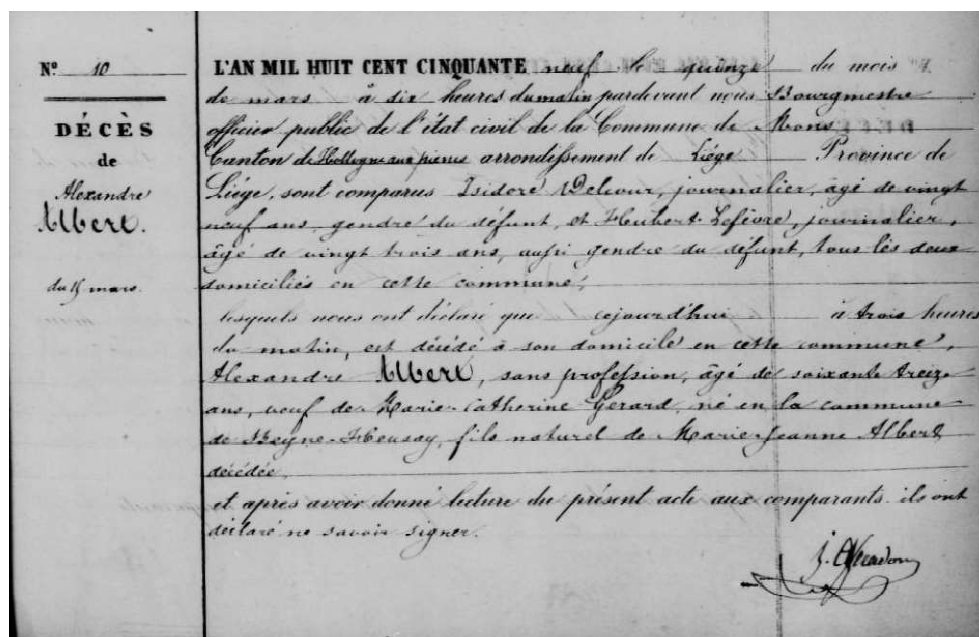 Nº 10
DÉCÈS
de
Alexandre
Albert.
du 15 mars.
L'AN MIL HUIT CENT CINQUANTE neuf le quinze du mois
de mars à dix heures du matin pardevant nous Bourgmestre
officier public de l'état civil de la Commune de Mons
Canton de Hollogne aux pierres arrondissement de Liége Province de
Liége, sont comparus Isidore Delcour, journalier, âgé de vingt
neuf ans, gendre du défunt, et Hubert Lefèvre, journalier,
âgé de vingt trois ans, aussi gendre du défunt, tous les deux
domiciliés en cette commune,
lesquels nous ont déclaré que cejourd'hui à trois heures
du matin, est décédé à son domicile en cette commune,
Alexandre Albert, sans profession, âgé de soixante treize
ans, veuf de Marie-Catherine Gerard, né en la commune
de Beyne-Heusay, fils naturel de Marie-Jeanne Albert
décédée,
et après avoir donné lecture du présent acte aux comparants ils ont
déclaré ne savoir signer.